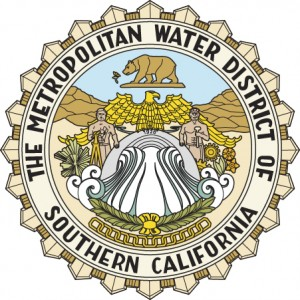 THE METROPOLITAN WATER DISTRICT OF
SOUTHERN CALIFORNIA